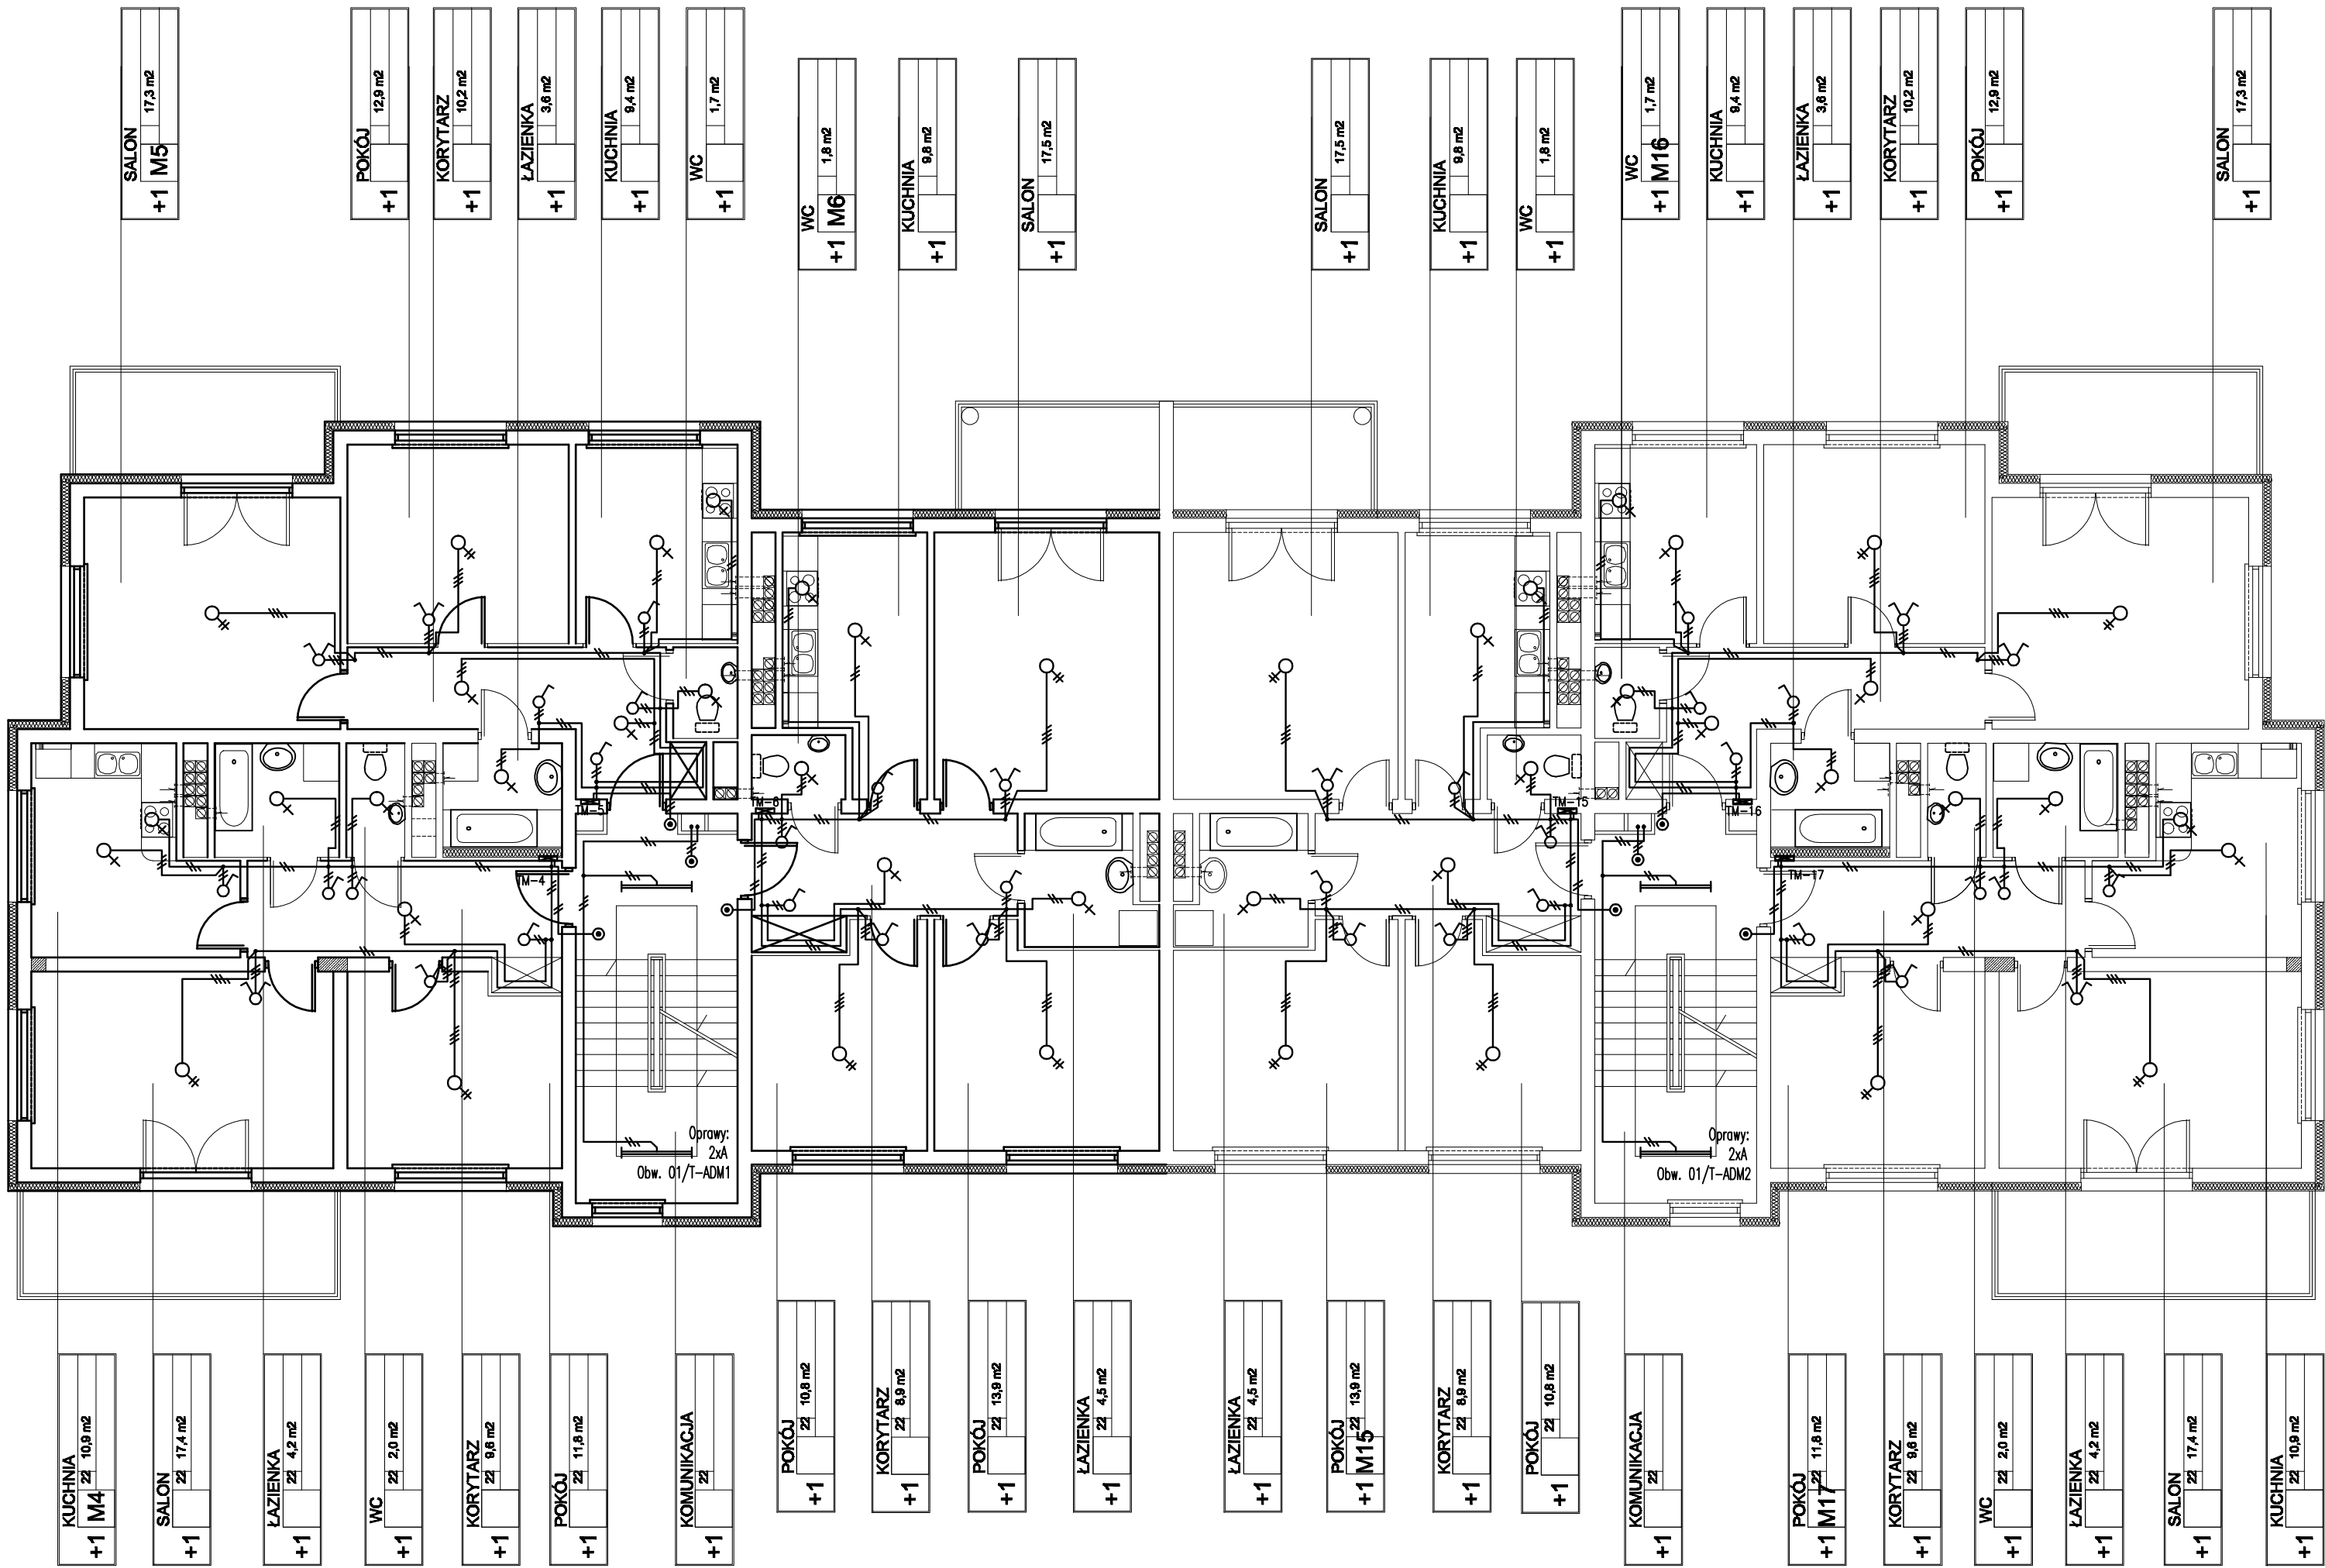 SALON
17,3 m2
+1 M5
POKÓJ
12,9 m2
+1
KORYTARZ
10,2 m2
+1
ŁAZIENKA
3,6 m2
+1
KUCHNIA
9,4 m2
+1
WC
1,7 m2
+1
WC
1,8 m2
+1 M6
KUCHNIA
9,8 m2
+1
SALON
17,5 m2
+1
SALON
17,5 m2
+1
KUCHNIA
9,8 m2
+1
WC
1,8 m2
+1
WC
1,7 m2
+1 M16
KUCHNIA
9,4 m2
+1
ŁAZIENKA
3,6 m2
+1
KORYTARZ
10,2 m2
+1
POKÓJ
12,9 m2
+1
SALON
17,3 m2
+1
TM-5
TM-6
TM-15
TM-16
TM-4
TM-17
Oprawy:
2xA
Obw. 01/T-ADM1
Oprawy:
2xA
Obw. 01/T-ADM2
KUCHNIA
22 10,9 m2
+1 M4
SALON
22 17,4 m2
+1
ŁAZIENKA
22 4,2 m2
+1
WC
22 2,0 m2
+1
KORYTARZ
22 9,6 m2
+1
POKÓJ
22 11,8 m2
+1
KOMUNIKACJA
22
+1
POKÓJ
22 10,8 m2
+1
KORYTARZ
22 8,9 m2
+1
POKÓJ
22 13,9 m2
+1
ŁAZIENKA
22 4,5 m2
+1
ŁAZIENKA
22 4,5 m2
+1
POKÓJ
22 13,9 m2
+1 M15
KORYTARZ
22 8,9 m2
+1
POKÓJ
22 10,8 m2
+1
KOMUNIKACJA
22
+1
POKÓJ
22 11,8 m2
+1 M17
KORYTARZ
22 9,6 m2
+1
WC
22 2,0 m2
+1
ŁAZIENKA
22 4,2 m2
+1
SALON
22 17,4 m2
+1
KUCHNIA
22 10,9 m2
+1